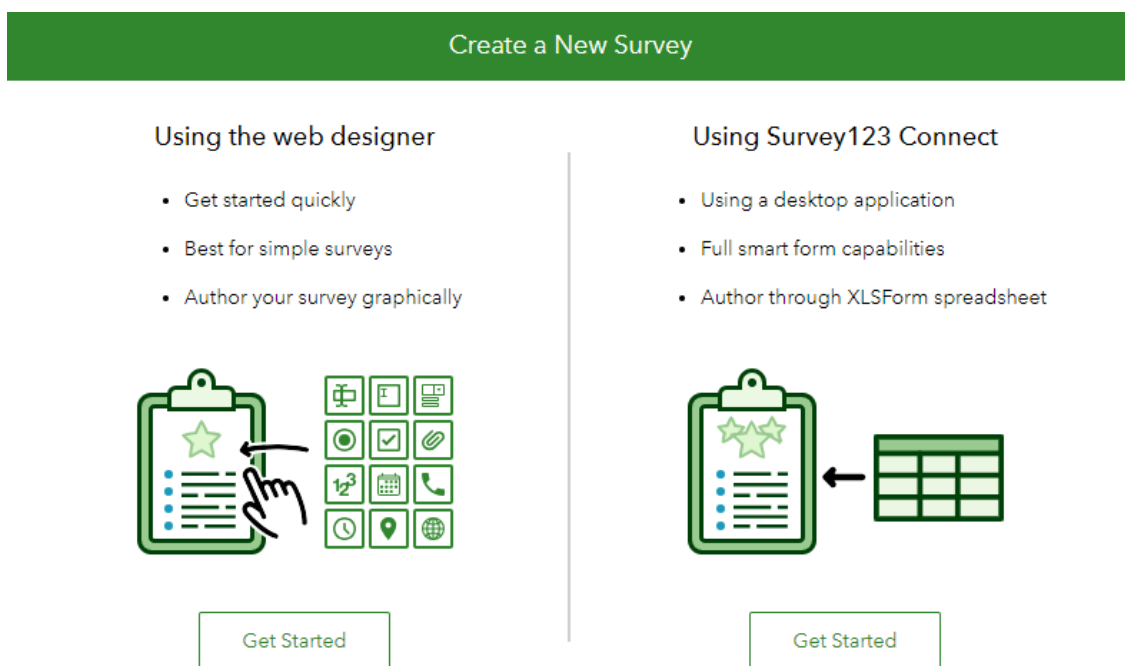 Create a New Survey
Using the web designer
• Get started quickly
• Best for simple surveys
• Author your survey graphically
123
Get Started
Using Survey123 Connect
• Using a desktop application
• Full smart form capabilities
• Author through XLSForm spreadsheet
Get Started